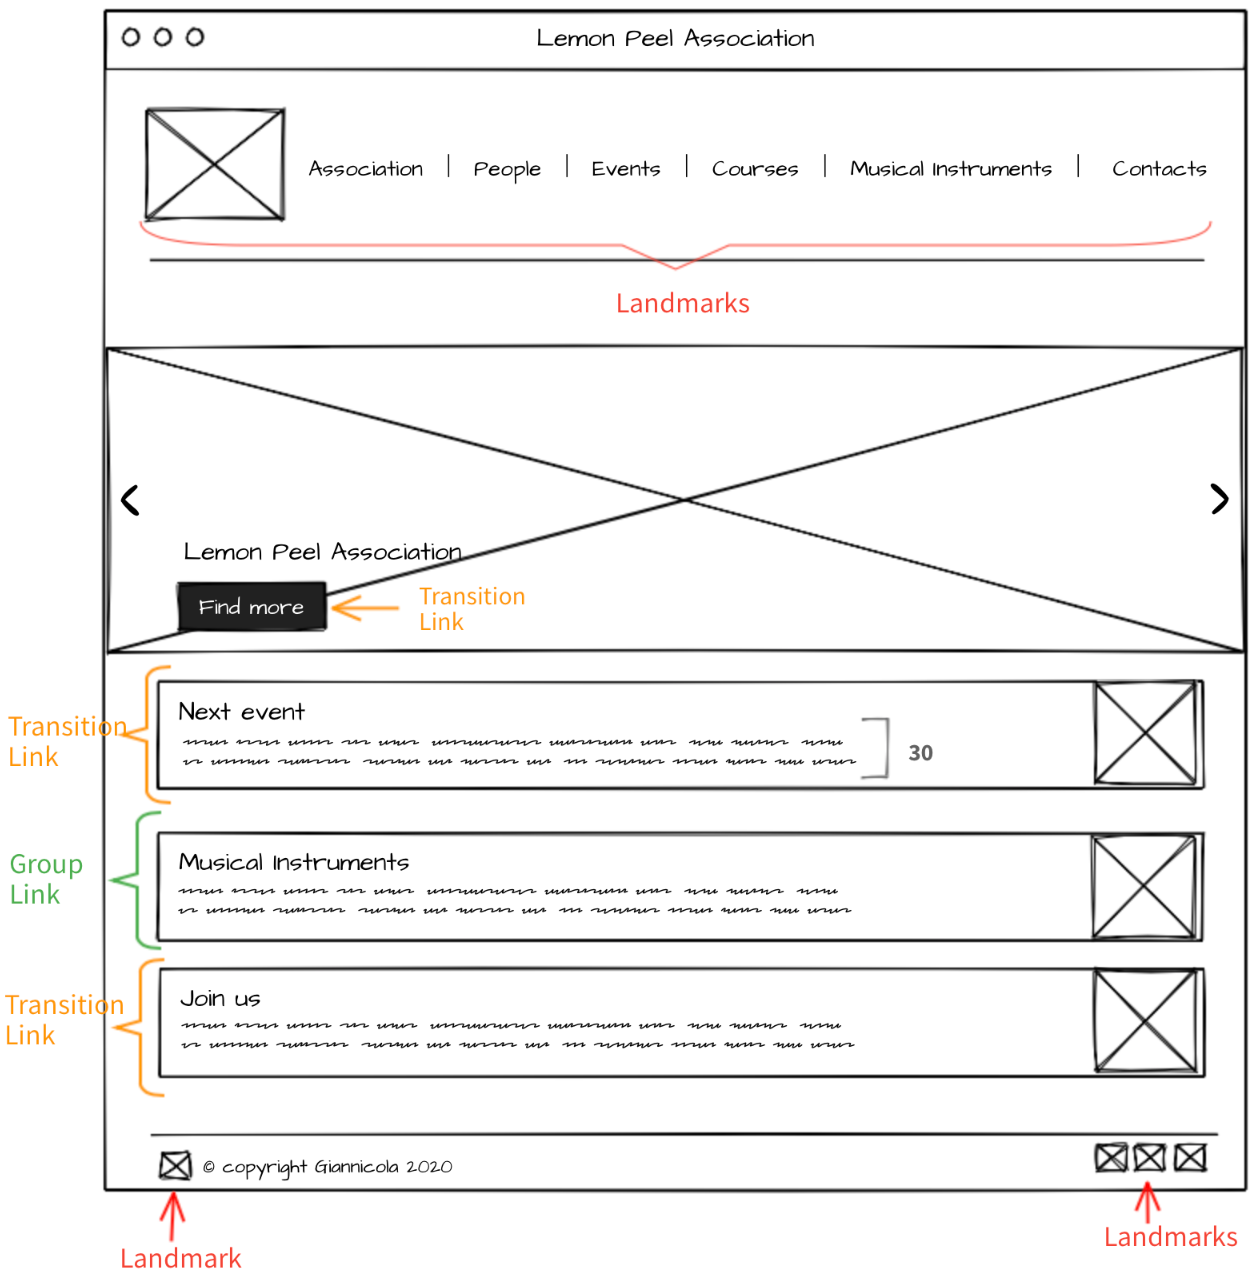 Lemon Peel Association
Association | People | Events | Courses | Musical Instruments | Contacts
Landmarks
Lemon Peel Association
Find more
Transition
Link
Transition
Link
Next event
30
Group
Link
Musical Instruments
Transition
Link
Join us
© copyright Giannicola 2020
Landmark
Landmarks